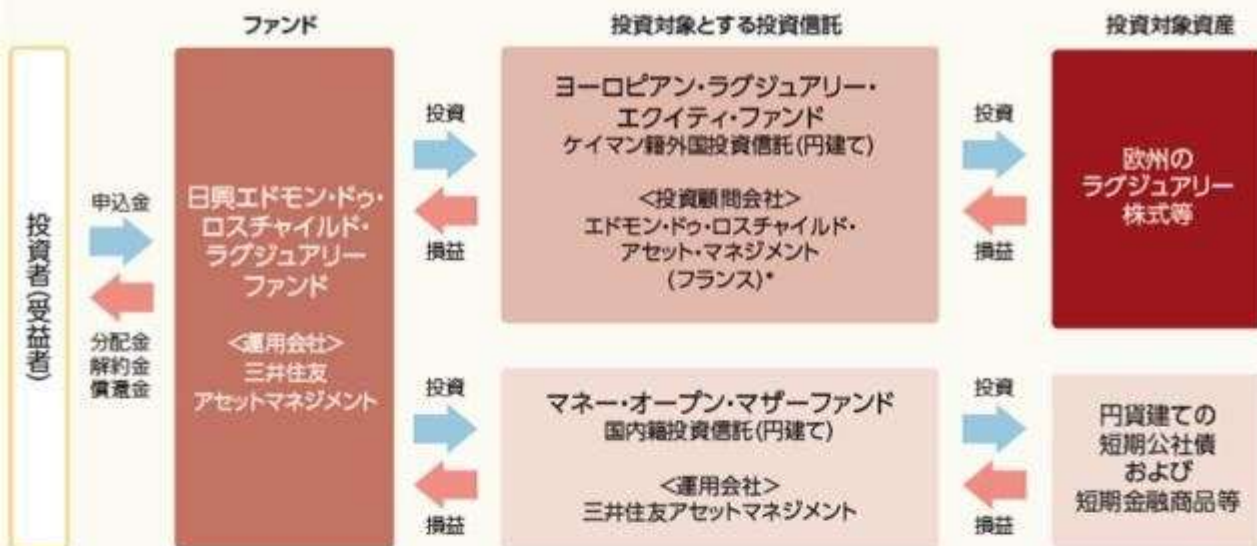 ファンド
投資対象とする投資信託
投資対象資産
投資者(受益者)
申込金
分配金
解約金
償還金
日興エドモン・ドゥ・
ロスチャイルド・
ラグジュアリー
ファンド
<運用会社>
三井住友
アセットマネジメント
投資
損益
ヨーロピアン・ラグジュアリー・
エクイティ・ファンド
ケイマン籍外国投資信託(円建て)
<投資顧問会社>
エドモン・ドゥ・ロスチャイルド・
アセット・マネジメント
(フランス)*
投資
損益
欧州の
ラグジュアリー
株式等
投資
損益
マネー・オープン・マザーファンド
国内籍投資信託(円建て)
<運用会社>
三井住友アセットマネジメント
投資
損益
円貨建ての
短期公社債
および
短期金融商品等